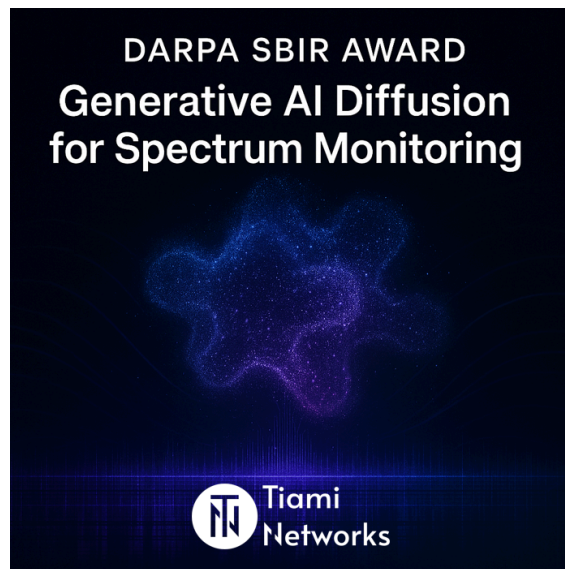 DARPA SBIR AWARD
Generative AI Diffusion
for Spectrum Monitoring
Tiami
Networks